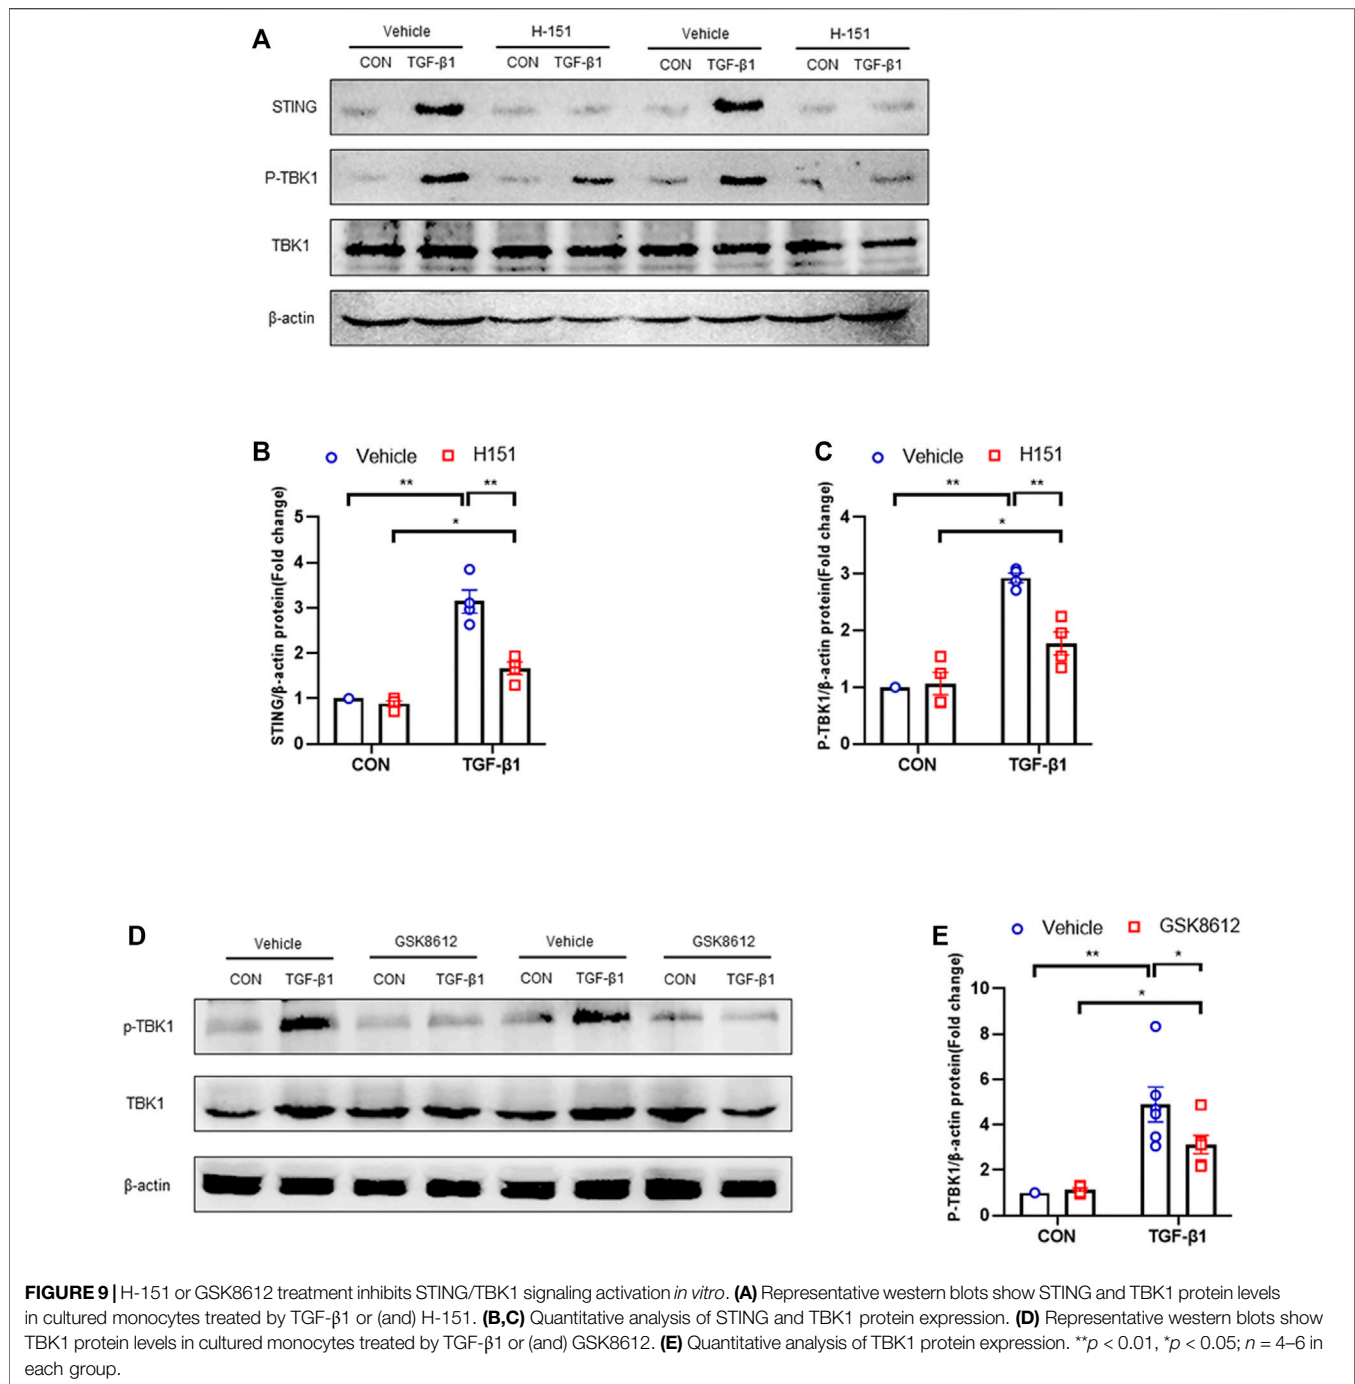 A
Vehicle H-151 Vehicle H-151
CON TGF-β1 CON TGF-β1 CON TGF-β1 CON TGF-β1
STING
P-TBK1
TBK1
β-actin
B
Vehicle H151
** **
*
STING/β-actin protein(Fold change)
5
4
3
2
1
0
CON TGF-β1
C
Vehicle H151
** **
*
P-TBK1/β-actin protein(Fold change)
4
3
2
1
0
CON TGF-β1
D
Vehicle GSK8612 Vehicle GSK8612
CON TGF-β1 CON TGF-β1 CON TGF-β1 CON TGF-β1
p-TBK1
TBK1
β-actin
E
Vehicle GSK8612
** *
*
P-TBK1/β-actin protein(Fold change)
10
8
6
4
2
0
CON TGF-β1
FIGURE 9 | H-151 or GSK8612 treatment inhibits STING/TBK1 signaling activation in vitro. (A) Representative western blots show STING and TBK1 protein levels
in cultured monocytes treated by TGF-β1 or (and) H-151. (B,C) Quantitative analysis of STING and TBK1 protein expression. (D) Representative western blots show
TBK1 protein levels in cultured monocytes treated by TGF-β1 or (and) GSK8612. (E) Quantitative analysis of TBK1 protein expression. **p < 0.01, *p < 0.05; n = 4–6 in
each group.